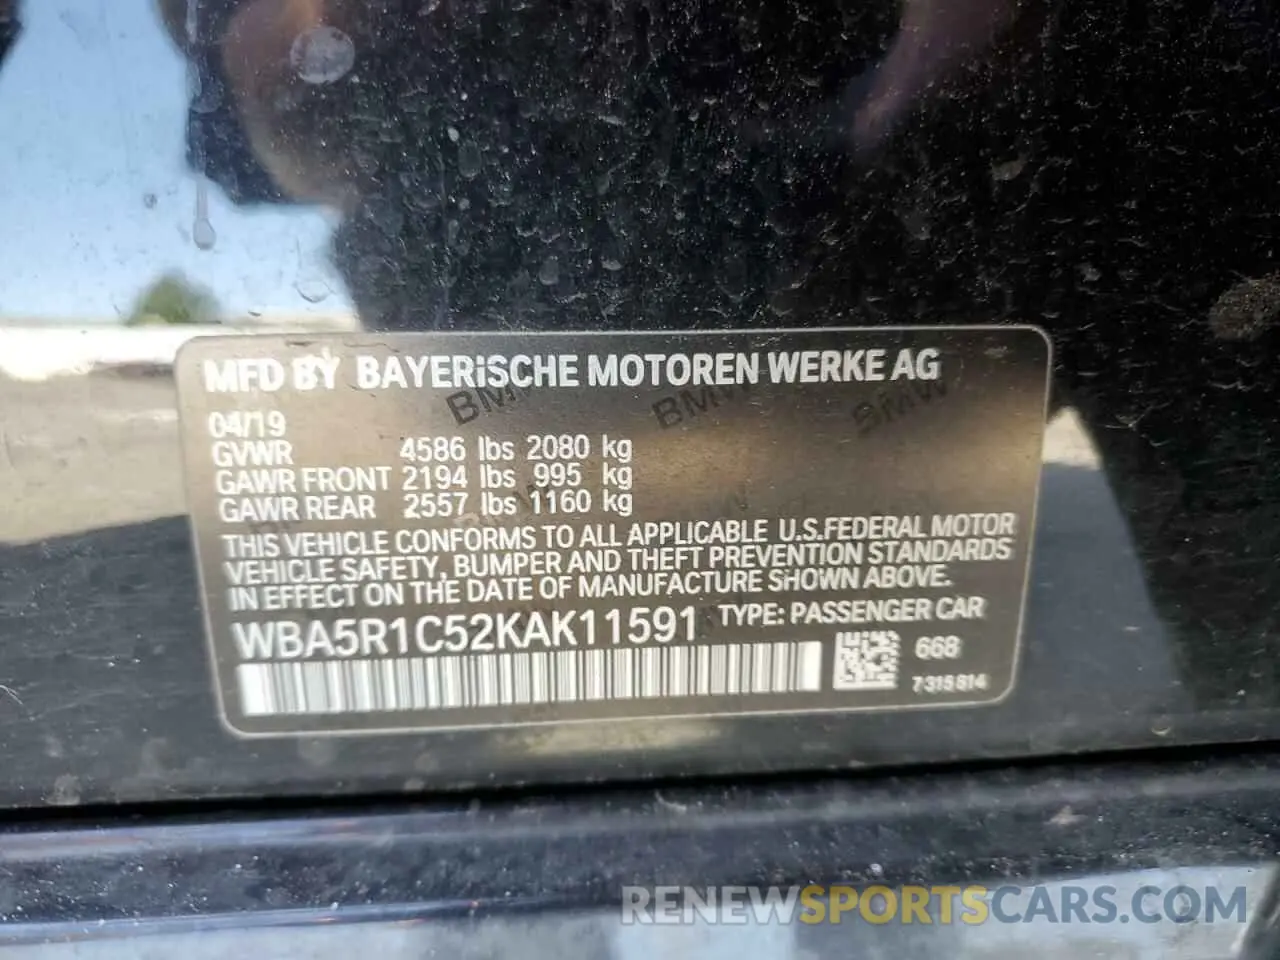 MFD BY BAYERiSCHE MOTOREN WERKE AG
BMW BMW BMW
04/19
GVWR 4586 lbs 2080 kg
GAWR FRONT 2194 lbs 995 kg
GAWR REAR 2557 lbs 1160 kg
THIS VEHICLE CONFORMS TO ALL APPLICABLE U.S.FEDERAL MOTOR
VEHICLE SAFETY, BUMPER AND THEFT PREVENTION STANDARDS
IN EFFECT ON THE DATE OF MANUFACTURE SHOWN ABOVE.
WBA5R1C52KAK11591 TYPE: PASSENGER CAR
668
7315814
RENEWSPORTSCARS.COM